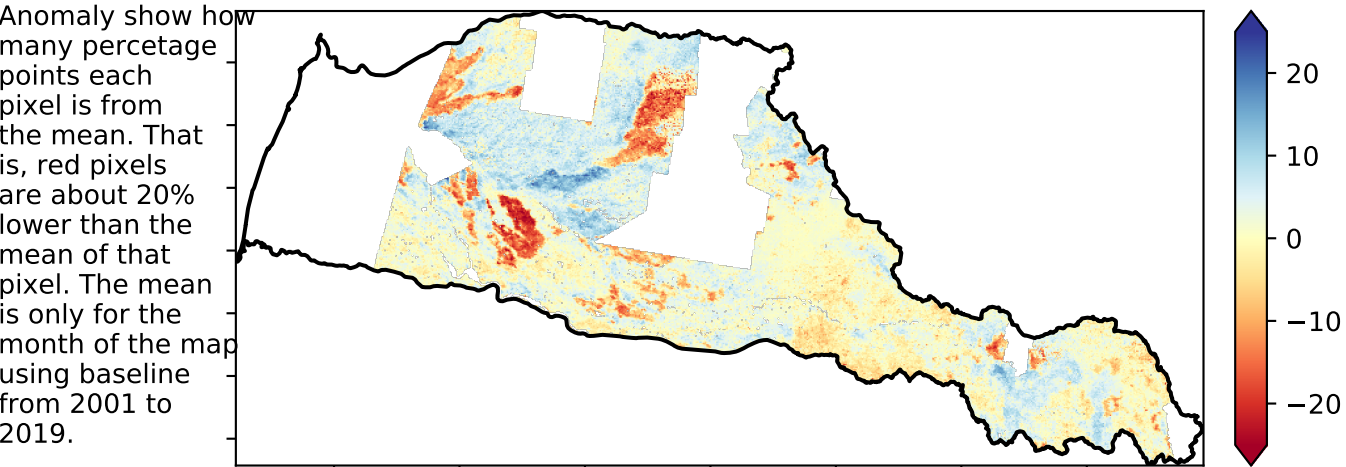 Anomaly show how
many percetage
points each
pixel is from
the mean. That
is, red pixels
are about 20%
lower than the
mean of that
pixel. The mean
is only for the
month of the map
using baseline
from 2001 to
2019.
20
10
0
−10
−20